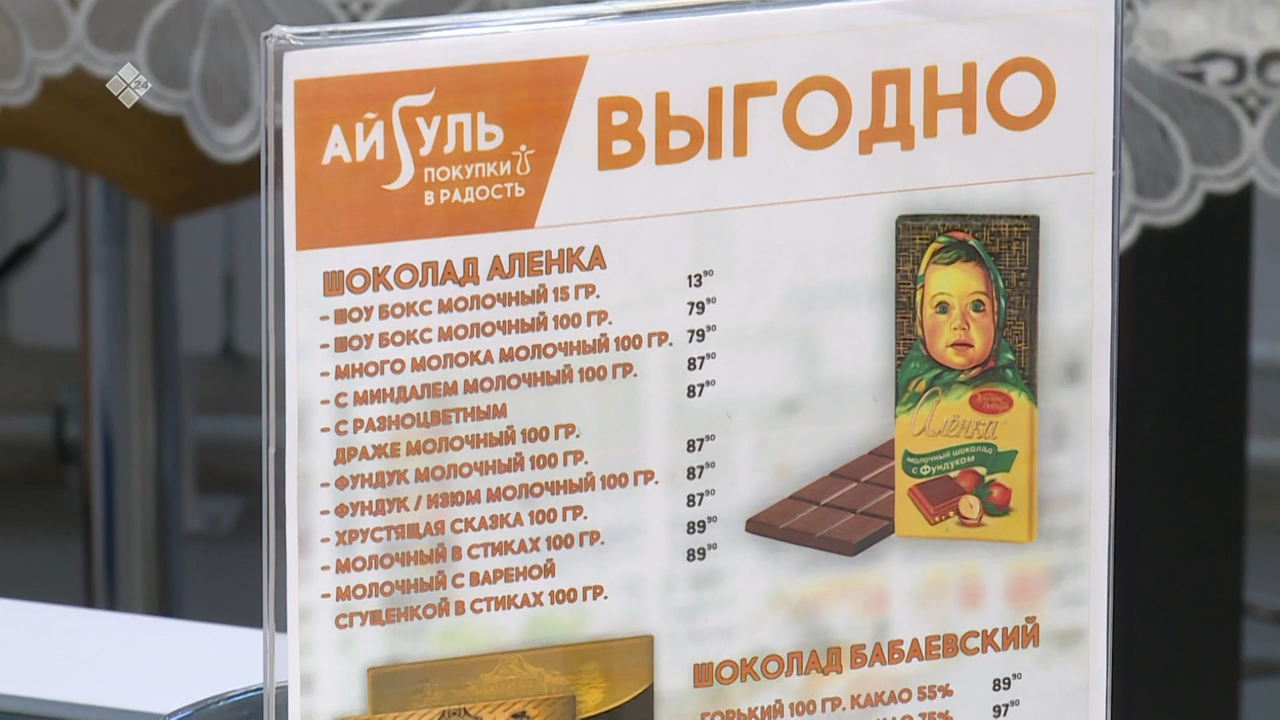 24
АЙГУЛЬ
ПОКУПКИ
В РАДОСТЬ
ВЫГОДНО
ШОКОЛАД АЛЕНКА
- ШОУ БОКС МОЛОЧНЫЙ 15 ГР. 13⁹⁰
- ШОУ БОКС МОЛОЧНЫЙ 100 ГР. 79⁹⁰
- МНОГО МОЛОКА МОЛОЧНЫЙ 100 ГР. 79⁹⁰
- С МИНДАЛЕМ МОЛОЧНЫЙ 100 ГР. 87⁹⁰
- С РАЗНОЦВЕТНЫМ 87⁹⁰
ДРАЖЕ МОЛОЧНЫЙ 100 ГР.
- ФУНДУК МОЛОЧНЫЙ 100 ГР. 87⁹⁰
- ФУНДУК / ИЗЮМ МОЛОЧНЫЙ 100 ГР. 87⁹⁰
- ХРУСТЯЩАЯ СКАЗКА 100 ГР. 87⁹⁰
- МОЛОЧНЫЙ В СТИКАХ 100 ГР. 89⁹⁰
- МОЛОЧНЫЙ С ВАРЕНОЙ 89⁹⁰
СГУЩЕНКОЙ В СТИКАХ 100 ГР.
Алёнка
МОЛОЧНЫЙ ШОКОЛАД
С ФУНДУКОМ
ШОКОЛАД БАБАЕВСКИЙ
- ГОРЬКИЙ 100 ГР. КАКАО 55% 89⁹⁰
КАКАО 75% 97⁹⁰